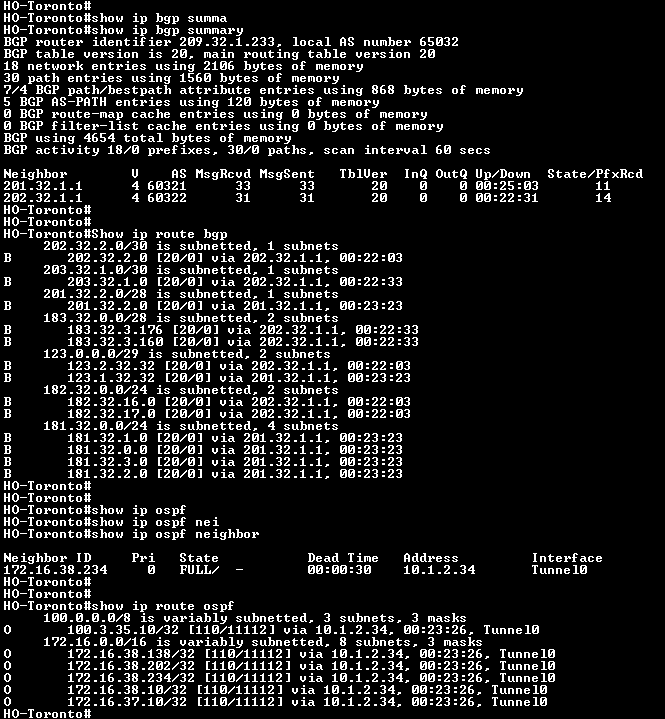 HO-Toronto#
HO-Toronto#show ip bgp summa
HO-Toronto#show ip bgp summary
BGP router identifier 209.32.1.233, local AS number 65032
BGP table version is 20, main routing table version 20
18 network entries using 2106 bytes of memory
30 path entries using 1560 bytes of memory
7/4 BGP path/bestpath attribute entries using 868 bytes of memory
5 BGP AS-PATH entries using 120 bytes of memory
0 BGP route-map cache entries using 0 bytes of memory
0 BGP filter-list cache entries using 0 bytes of memory
BGP using 4654 total bytes of memory
BGP activity 18/0 prefixes, 30/0 paths, scan interval 60 secs
Neighbor V AS MsgRcvd MsgSent TblVer InQ OutQ Up/Down State/PfxRcd
201.32.1.1 4 60321 33 33 20 0 0 00:25:03 11
202.32.1.1 4 60322 31 31 20 0 0 00:22:31 14
HO-Toronto#
HO-Toronto#
HO-Toronto#Show ip route bgp
202.32.2.0/30 is subnetted, 1 subnets
B 202.32.2.0 [20/0] via 202.32.1.1, 00:22:03
203.32.1.0/30 is subnetted, 1 subnets
B 203.32.1.0 [20/0] via 202.32.1.1, 00:22:33
201.32.2.0/28 is subnetted, 1 subnets
B 201.32.2.0 [20/0] via 201.32.1.1, 00:23:23
183.32.0.0/28 is subnetted, 2 subnets
B 183.32.3.176 [20/0] via 202.32.1.1, 00:22:33
B 183.32.3.160 [20/0] via 202.32.1.1, 00:22:33
123.0.0.0/29 is subnetted, 2 subnets
B 123.2.32.32 [20/0] via 202.32.1.1, 00:22:03
B 123.1.32.32 [20/0] via 201.32.1.1, 00:23:23
182.32.0.0/24 is subnetted, 2 subnets
B 182.32.16.0 [20/0] via 202.32.1.1, 00:22:03
B 182.32.17.0 [20/0] via 202.32.1.1, 00:22:03
181.32.0.0/24 is subnetted, 4 subnets
B 181.32.1.0 [20/0] via 201.32.1.1, 00:23:23
B 181.32.0.0 [20/0] via 201.32.1.1, 00:23:23
B 181.32.3.0 [20/0] via 201.32.1.1, 00:23:23
B 181.32.2.0 [20/0] via 201.32.1.1, 00:23:23
HO-Toronto#
HO-Toronto#
HO-Toronto#show ip ospf
HO-Toronto#show ip ospf nei
HO-Toronto#show ip ospf neighbor
Neighbor ID Pri State Dead Time Address Interface
172.16.38.234 0 FULL/ - 00:00:30 10.1.2.34 Tunnel0
HO-Toronto#
HO-Toronto#
HO-Toronto#show ip route ospf
100.0.0.0/8 is variably subnetted, 3 subnets, 3 masks
O 100.3.35.10/32 [110/11112] via 10.1.2.34, 00:23:26, Tunnel0
172.16.0.0/16 is variably subnetted, 8 subnets, 3 masks
O 172.16.38.138/32 [110/11112] via 10.1.2.34, 00:23:26, Tunnel0
O 172.16.38.202/32 [110/11112] via 10.1.2.34, 00:23:26, Tunnel0
O 172.16.38.234/32 [110/11112] via 10.1.2.34, 00:23:26, Tunnel0
O 172.16.38.10/32 [110/11112] via 10.1.2.34, 00:23:26, Tunnel0
O 172.16.37.10/32 [110/11112] via 10.1.2.34, 00:23:26, Tunnel0
HO-Toronto#